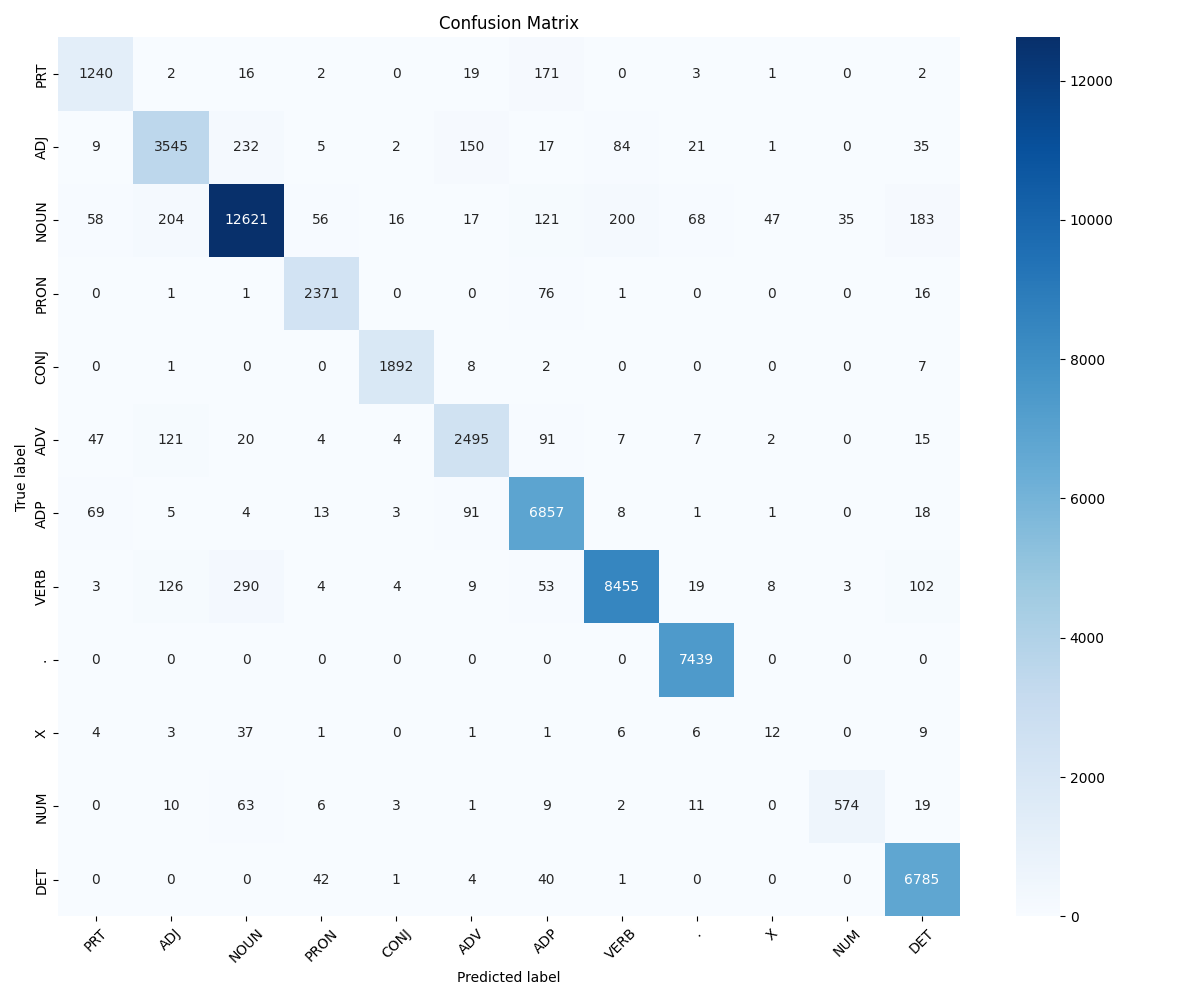 Confusion Matrix
PRT 1240 2 16 2 0 19 171 0 3 1 0 2
ADJ 9 3545 232 5 2 150 17 84 21 1 0 35
NOUN 58 204 12621 56 16 17 121 200 68 47 35 183
PRON 0 1 1 2371 0 0 76 1 0 0 0 16
CONJ 0 1 0 0 1892 8 2 0 0 0 0 7
ADV 47 121 20 4 4 2495 91 7 7 2 0 15
ADP 69 5 4 13 3 91 6857 8 1 1 0 18
VERB 3 126 290 4 4 9 53 8455 19 8 3 102
. 0 0 0 0 0 0 0 0 7439 0 0 0
X 4 3 37 1 0 1 1 6 6 12 0 9
NUM 0 10 63 6 3 1 9 2 11 0 574 19
DET 0 0 0 42 1 4 40 1 0 0 0 6785
PRT ADJ NOUN PRON CONJ ADV ADP VERB . X NUM DET
Predicted label
True label
12000
10000
8000
6000
4000
2000
0